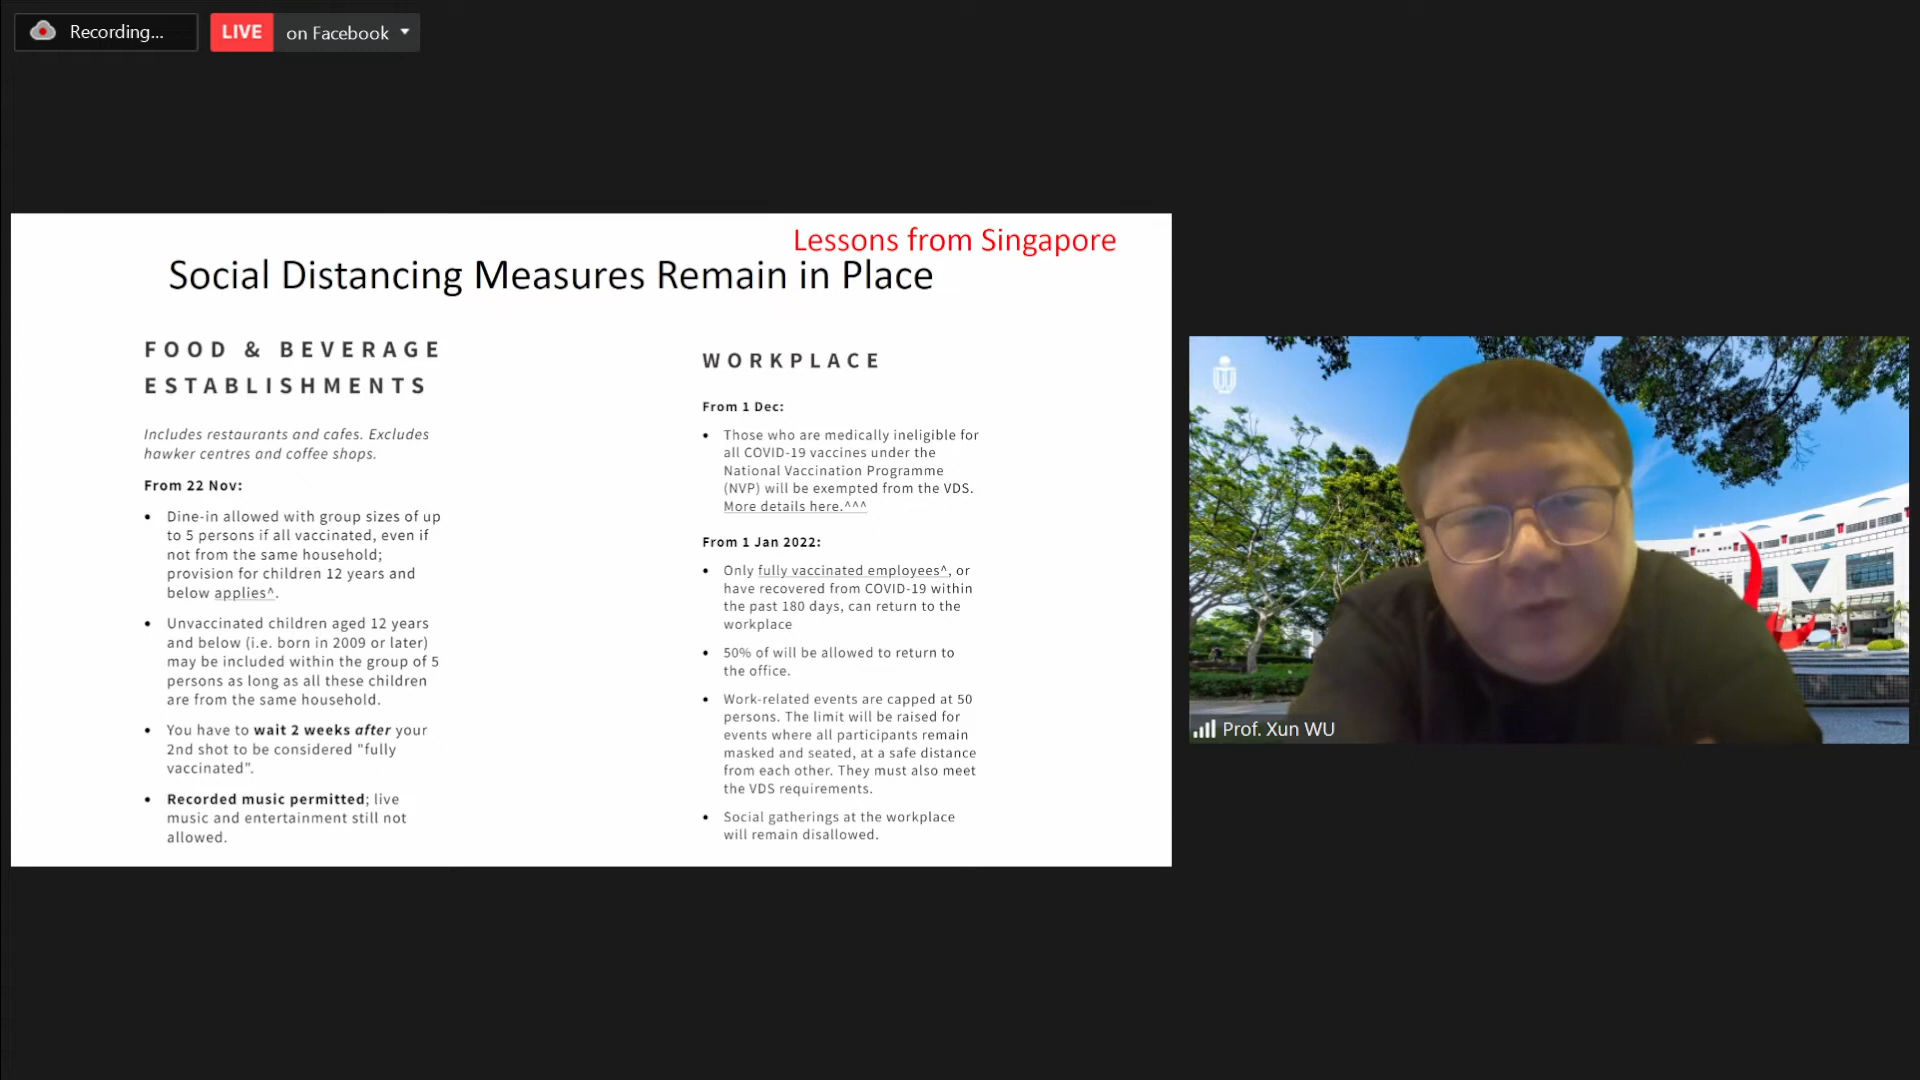 Recording...
LIVE on Facebook
Lessons from Singapore
Social Distancing Measures Remain in Place
FOOD & BEVERAGE
ESTABLISHMENTS
Includes restaurants and cafes. Excludes
hawker centres and coffee shops.
From 22 Nov:
• Dine-in allowed with group sizes of up
to 5 persons if all vaccinated, even if
not from the same household;
provision for children 12 years and
below applies^.
• Unvaccinated children aged 12 years
and below (i.e. born in 2009 or later)
may be included within the group of 5
persons as long as all these children
are from the same household.
• You have to wait 2 weeks after your
2nd shot to be considered "fully
vaccinated".
• Recorded music permitted; live
music and entertainment still not
allowed.
WORKPLACE
From 1 Dec:
• Those who are medically ineligible for
all COVID-19 vaccines under the
National Vaccination Programme
(NVP) will be exempted from the VDS.
More details here.^^^
From 1 Jan 2022:
• Only fully vaccinated employees^, or
have recovered from COVID-19 within
the past 180 days, can return to the
workplace
• 50% of will be allowed to return to
the office.
• Work-related events are capped at 50
persons. The limit will be raised for
events where all participants remain
masked and seated, at a safe distance
from each other. They must also meet
the VDS requirements.
• Social gatherings at the workplace
will remain disallowed.
Prof. Xun WU